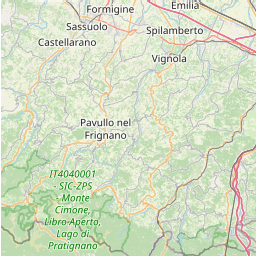 Formigine
Emilia
Sassuolo
Spilamberto
Castellarano
Vignola
Pavullo nel
Frignano
IT4040001
- SIC-ZPS
Monte
Cimone,
Libro Aperto,
Lago di
Pratignano